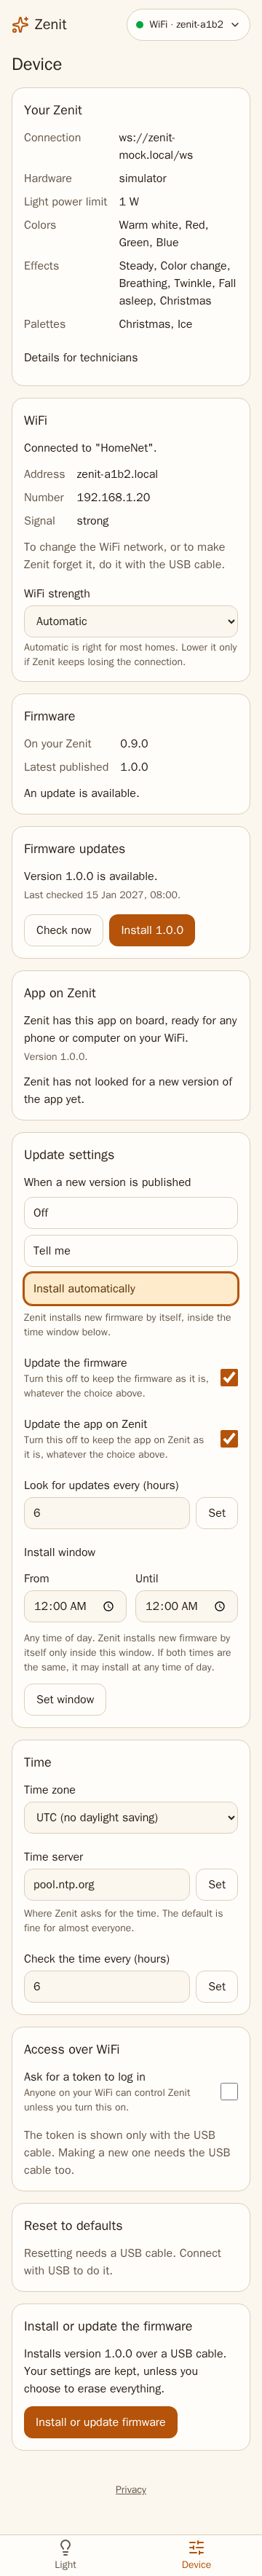 Zenit
WiFi · zenit-a1b2
Device
Your Zenit
Connection
ws://zenit-
mock.local/ws
Hardware
simulator
Light power limit
1 W
Colors
Warm white, Red,
Green, Blue
Effects
Steady, Color change,
Breathing, Twinkle, Fall
asleep, Christmas
Palettes
Christmas, Ice
Details for technicians
WiFi
Connected to "HomeNet".
Address
zenit-a1b2.local
Number
192.168.1.20
Signal
strong
To change the WiFi network, or to make
Zenit forget it, do it with the USB cable.
WiFi strength
Automatic
Automatic is right for most homes. Lower it only
if Zenit keeps losing the connection.
Firmware
On your Zenit
0.9.0
Latest published
1.0.0
An update is available.
Firmware updates
Version 1.0.0 is available.
Last checked 15 Jan 2027, 08:00.
Check now
Install 1.0.0
App on Zenit
Zenit has this app on board, ready for any
phone or computer on your WiFi.
Version 1.0.0.
Zenit has not looked for a new version of
the app yet.
Update settings
When a new version is published
Off
Tell me
Install automatically
Zenit installs new firmware by itself, inside the
time window below.
Update the firmware
Turn this off to keep the firmware as it is,
whatever the choice above.
Update the app on Zenit
Turn this off to keep the app on Zenit as
it is, whatever the choice above.
Look for updates every (hours)
6
Set
Install window
From
Until
12:00 AM
12:00 AM
Any time of day. Zenit installs new firmware by
itself only inside this window. If both times are
the same, it may install at any time of day.
Set window
Time
Time zone
UTC (no daylight saving)
Time server
pool.ntp.org
Set
Where Zenit asks for the time. The default is
fine for almost everyone.
Check the time every (hours)
6
Set
Access over WiFi
Ask for a token to log in
Anyone on your WiFi can control Zenit
unless you turn this on.
The token is shown only with the USB
cable. Making a new one needs the USB
cable too.
Reset to defaults
Resetting needs a USB cable. Connect
with USB to do it.
Install or update the firmware
Installs version 1.0.0 over a USB cable.
Your settings are kept, unless you
choose to erase everything.
Install or update firmware
Privacy
Light
Device